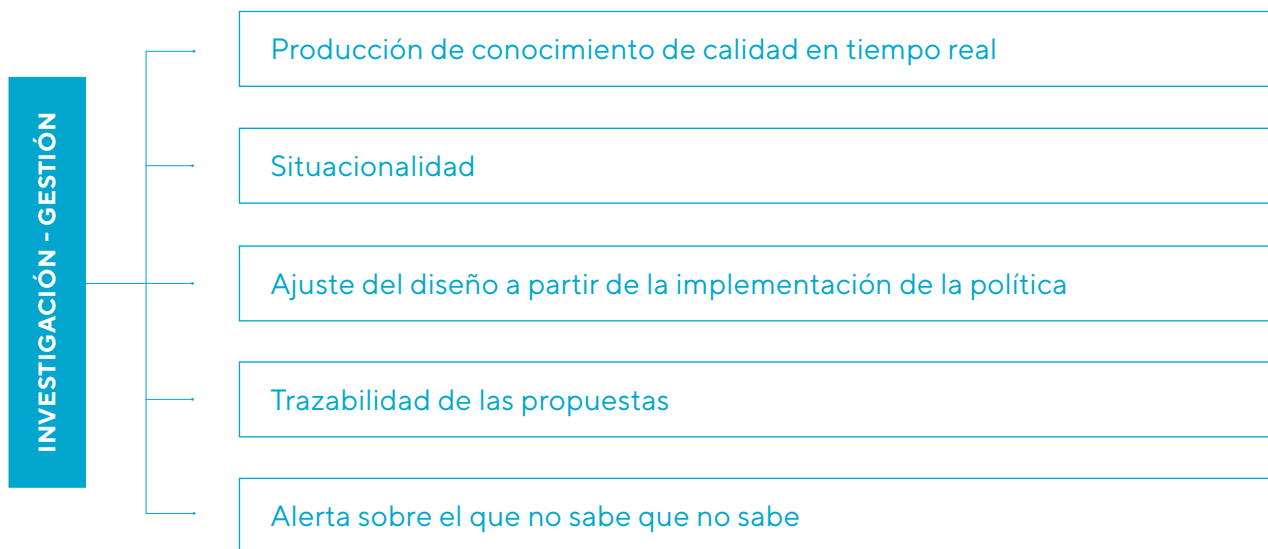 INVESTIGACIÓN - GESTIÓN
Producción de conocimiento de calidad en tiempo real
Situacionalidad
Ajuste del diseño a partir de la implementación de la política
Trazabilidad de las propuestas
Alerta sobre el que no sabe que no sabe